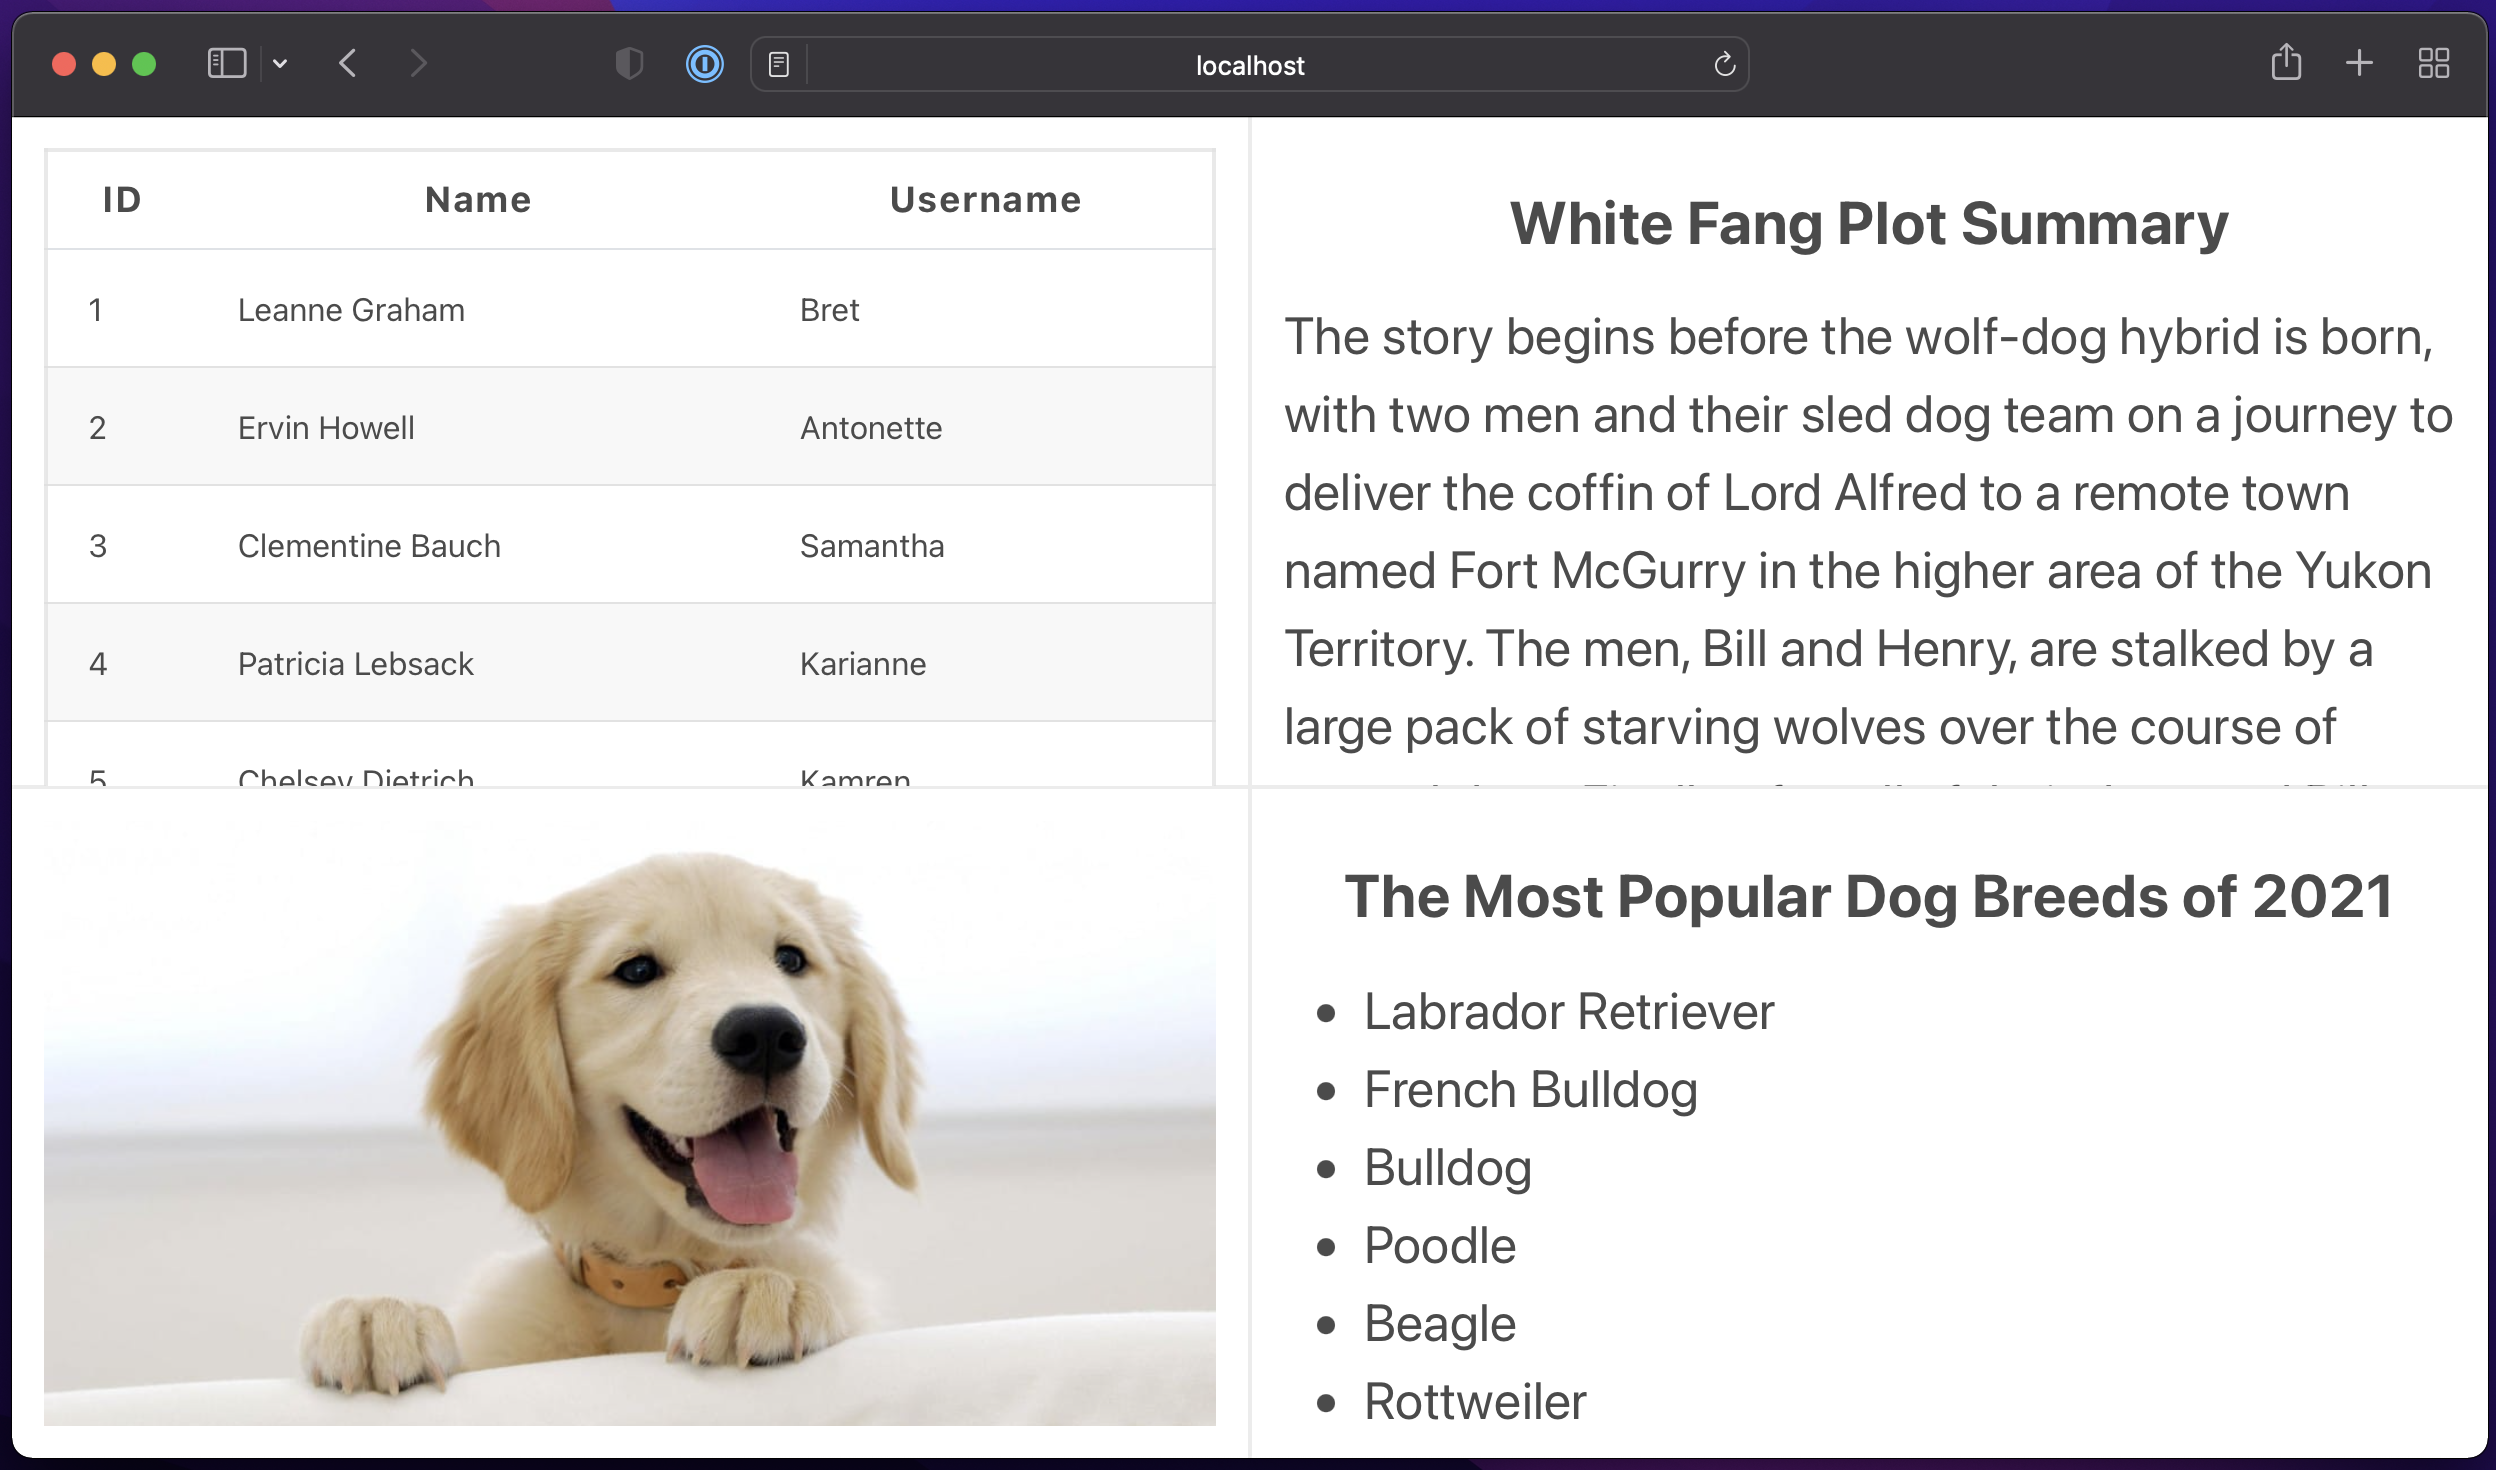 localhost
ID Name Username
1 Leanne Graham Bret
2 Ervin Howell Antonette
3 Clementine Bauch Samantha
4 Patricia Lebsack Karianne
5 Chelsey Dietrich Kamren
White Fang Plot Summary
The story begins before the wolf-dog hybrid is born,
with two men and their sled dog team on a journey to
deliver the coffin of Lord Alfred to a remote town
named Fort McGurry in the higher area of the Yukon
Territory. The men, Bill and Henry, are stalked by a
large pack of starving wolves over the course of
The Most Popular Dog Breeds of 2021
• Labrador Retriever
• French Bulldog
• Bulldog
• Poodle
• Beagle
• Rottweiler